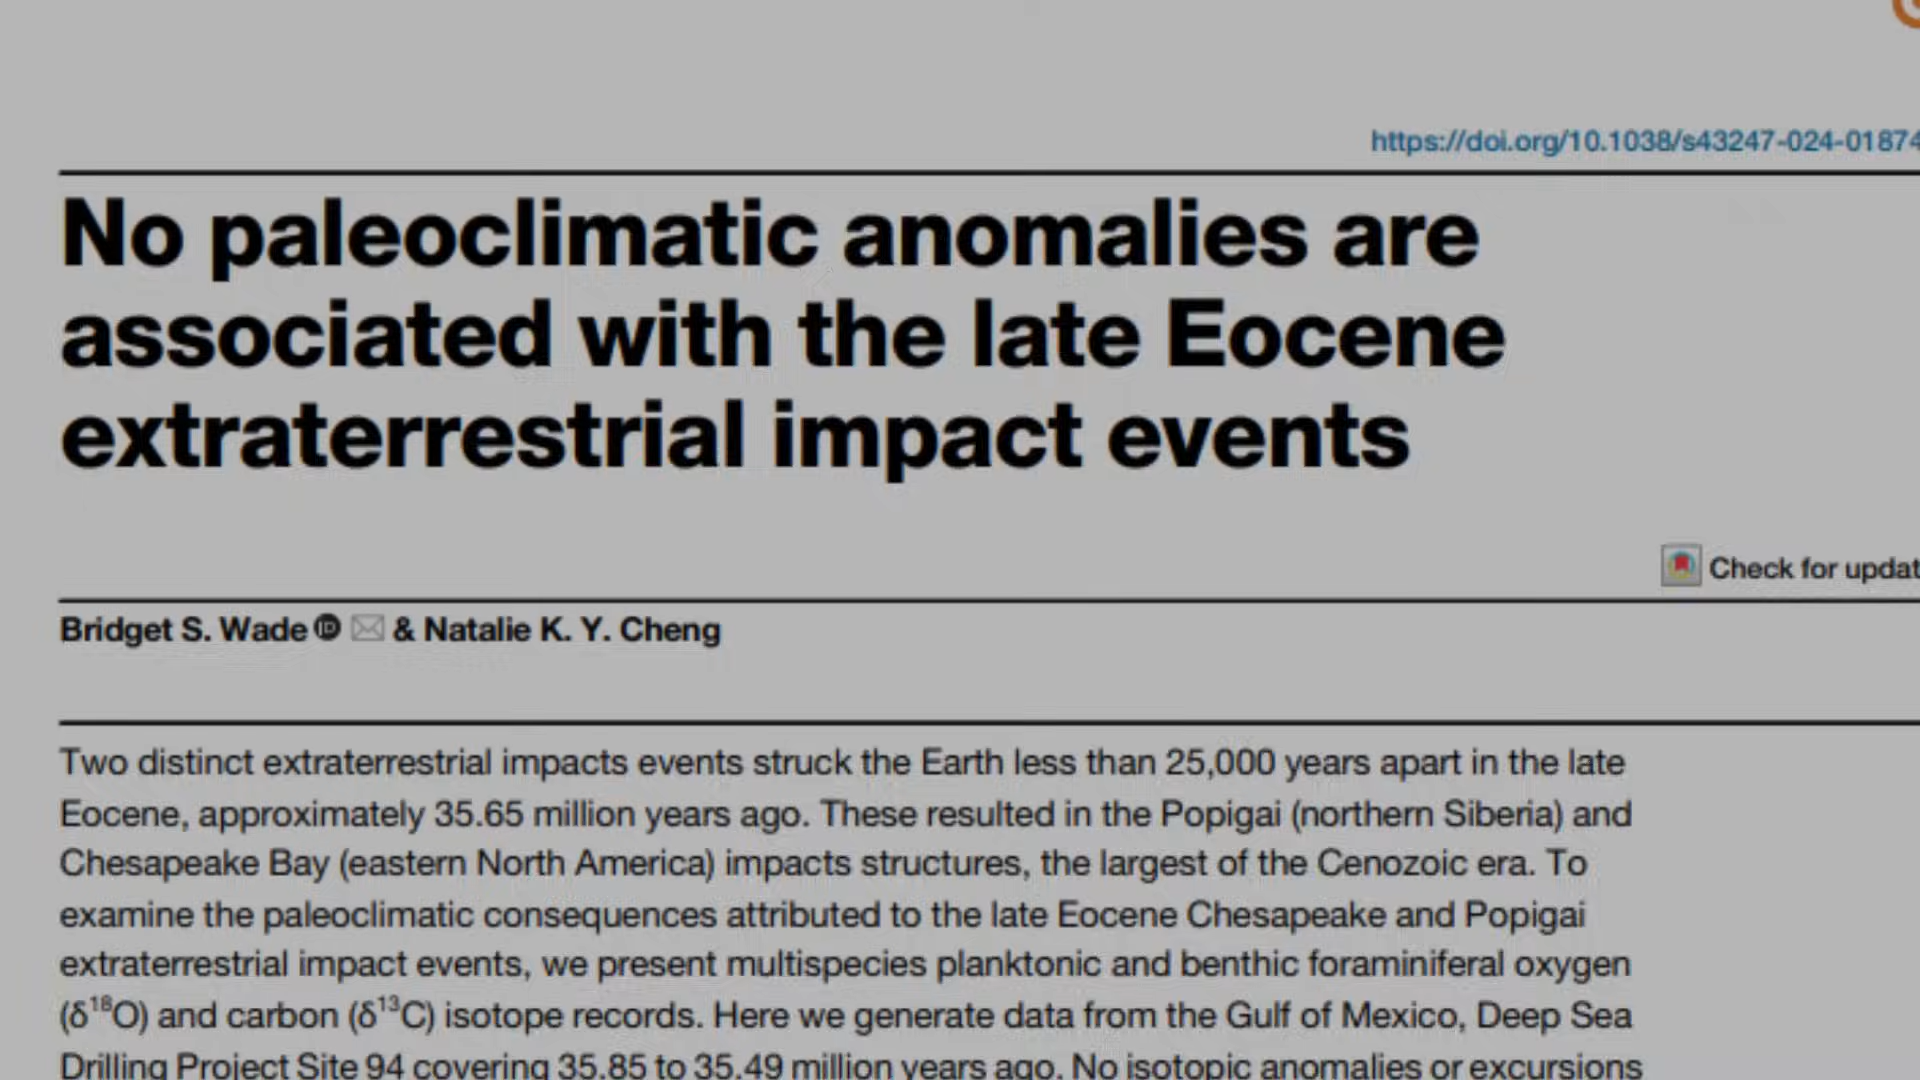 https://doi.org/10.1038/s43247-024-01874
No paleoclimatic anomalies are
associated with the late Eocene
extraterrestrial impact events
Check for updat
Bridget S. Wade & Natalie K. Y. Cheng
Two distinct extraterrestrial impacts events struck the Earth less than 25,000 years apart in the late
Eocene, approximately 35.65 million years ago. These resulted in the Popigai (northern Siberia) and
Chesapeake Bay (eastern North America) impacts structures, the largest of the Cenozoic era. To
examine the paleoclimatic consequences attributed to the late Eocene Chesapeake and Popigai
extraterrestrial impact events, we present multispecies planktonic and benthic foraminiferal oxygen
(δ¹⁸O) and carbon (δ¹³C) isotope records. Here we generate data from the Gulf of Mexico, Deep Sea
Drilling Project Site 94 covering 35.85 to 35.49 million years ago. No isotopic anomalies or excursions